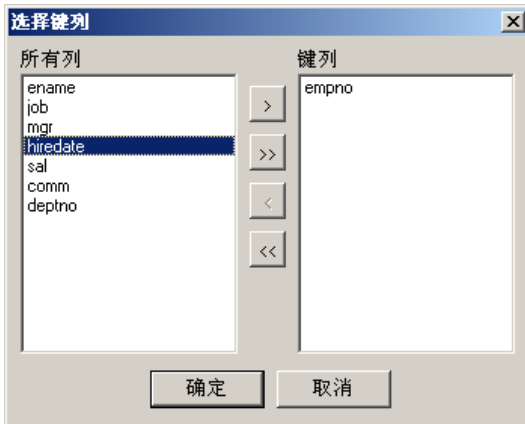 选择键列
所有列
键列
ename
job
mgr
hiredate
sal
comm
deptno
>
>>
<
<<
empno
确定
取消